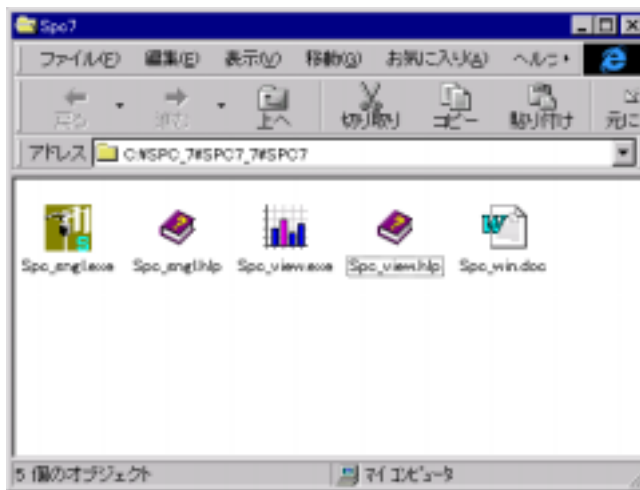 Spc7
ファイル(F) 編集(E) 表示(V) 移動(G) お気に入り(A) ヘルプ
戻る 進む 上へ 切り取り コピー 貼り付け 元に
アドレス C:¥SPC_7¥SPC7_7¥SPC7
Spc_engl.exe Spc_engl.hlp Spc_view.exe Spc_view.hlp Spc_win.doc
5 個のオブジェクト マイ コンピュータ